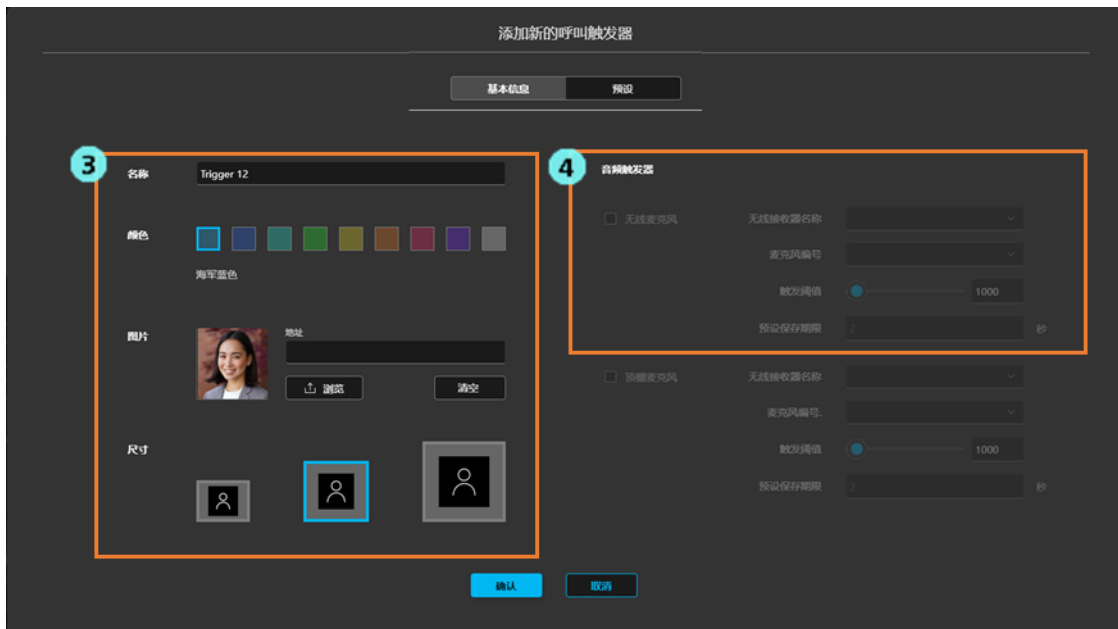 添加新的呼叫触发器
基本信息
预设
3
名称
Trigger 12
颜色
海军蓝色
图片
地址
浏览
清空
尺寸
4
音频触发器
无线麦克风
无线接收器名称
麦克风编号
触发阈值
1000
预设保存期限
2
秒
顶棚麦克风
无线接收器名称
麦克风编号.
触发阈值
1000
预设保存期限
2
秒
确认
取消